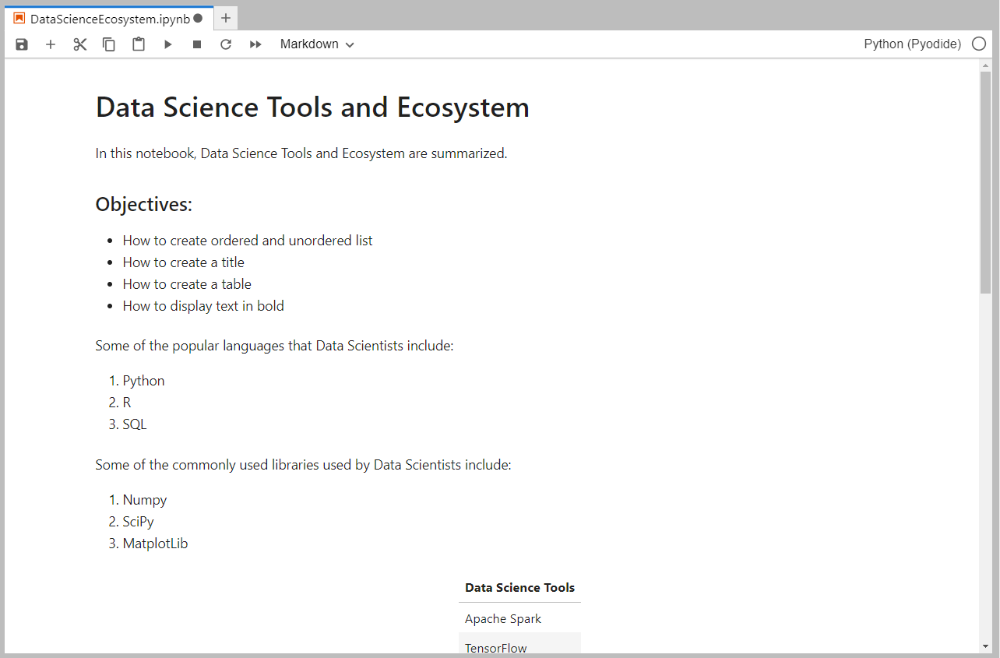 DataScienceEcosystem.ipynb
Markdown
Python (Pyodide)
Data Science Tools and Ecosystem
In this notebook, Data Science Tools and Ecosystem are summarized.
Objectives:
• How to create ordered and unordered list
• How to create a title
• How to create a table
• How to display text in bold
Some of the popular languages that Data Scientists include:
1. Python
2. R
3. SQL
Some of the commonly used libraries used by Data Scientists include:
1. Numpy
2. SciPy
3. MatplotLib
Data Science Tools
Apache Spark
TensorFlow